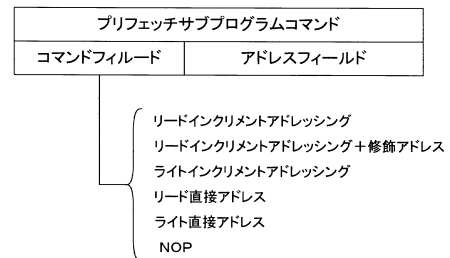 プリフェッチサブプログラムコマンド
コマンドフィルード
アドレスフィールド
リードインクリメントアドレッシング
リードインクリメントアドレッシング＋修飾アドレス
ライトインクリメントアドレッシング
リード直接アドレス
ライト直接アドレス
NOP